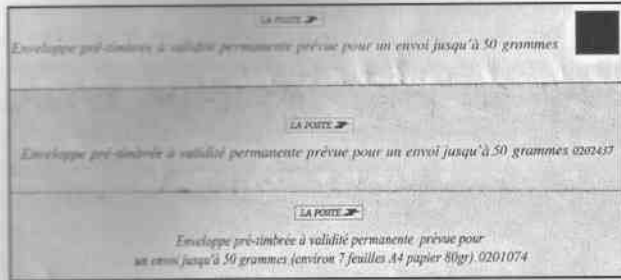 LA POSTE
Enveloppe pré-timbrée à validité permanente prévue pour un envoi jusqu'à 50 grammes
LA POSTE
Enveloppe pré-timbrée à validité permanente prévue pour un envoi jusqu'à 50 grammes 0202437
LA POSTE
Enveloppe pré-timbrée à validité permanente prévue pour
un envoi jusqu'à 50 grammes (environ 7 feuilles A4 papier 80gr). 0201074